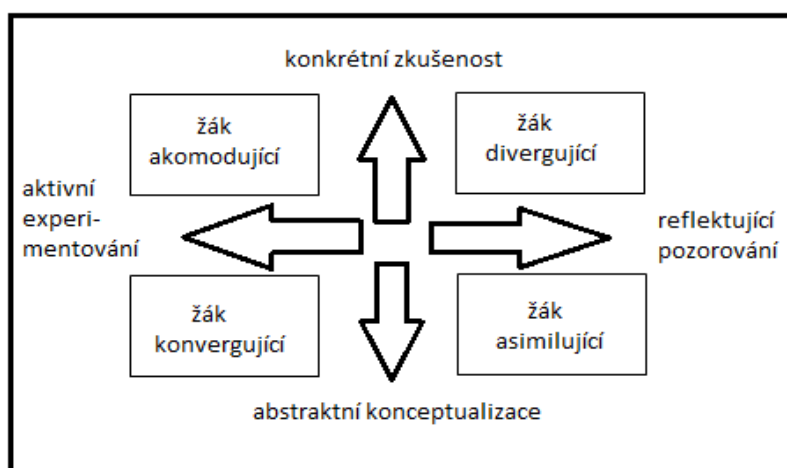 konkrétní zkušenost
žák
akomodující
žák
divergující
aktivní
experi-
mentování
reflektující
pozorování
žák
konvergující
žák
asimilující
abstraktní konceptualizace